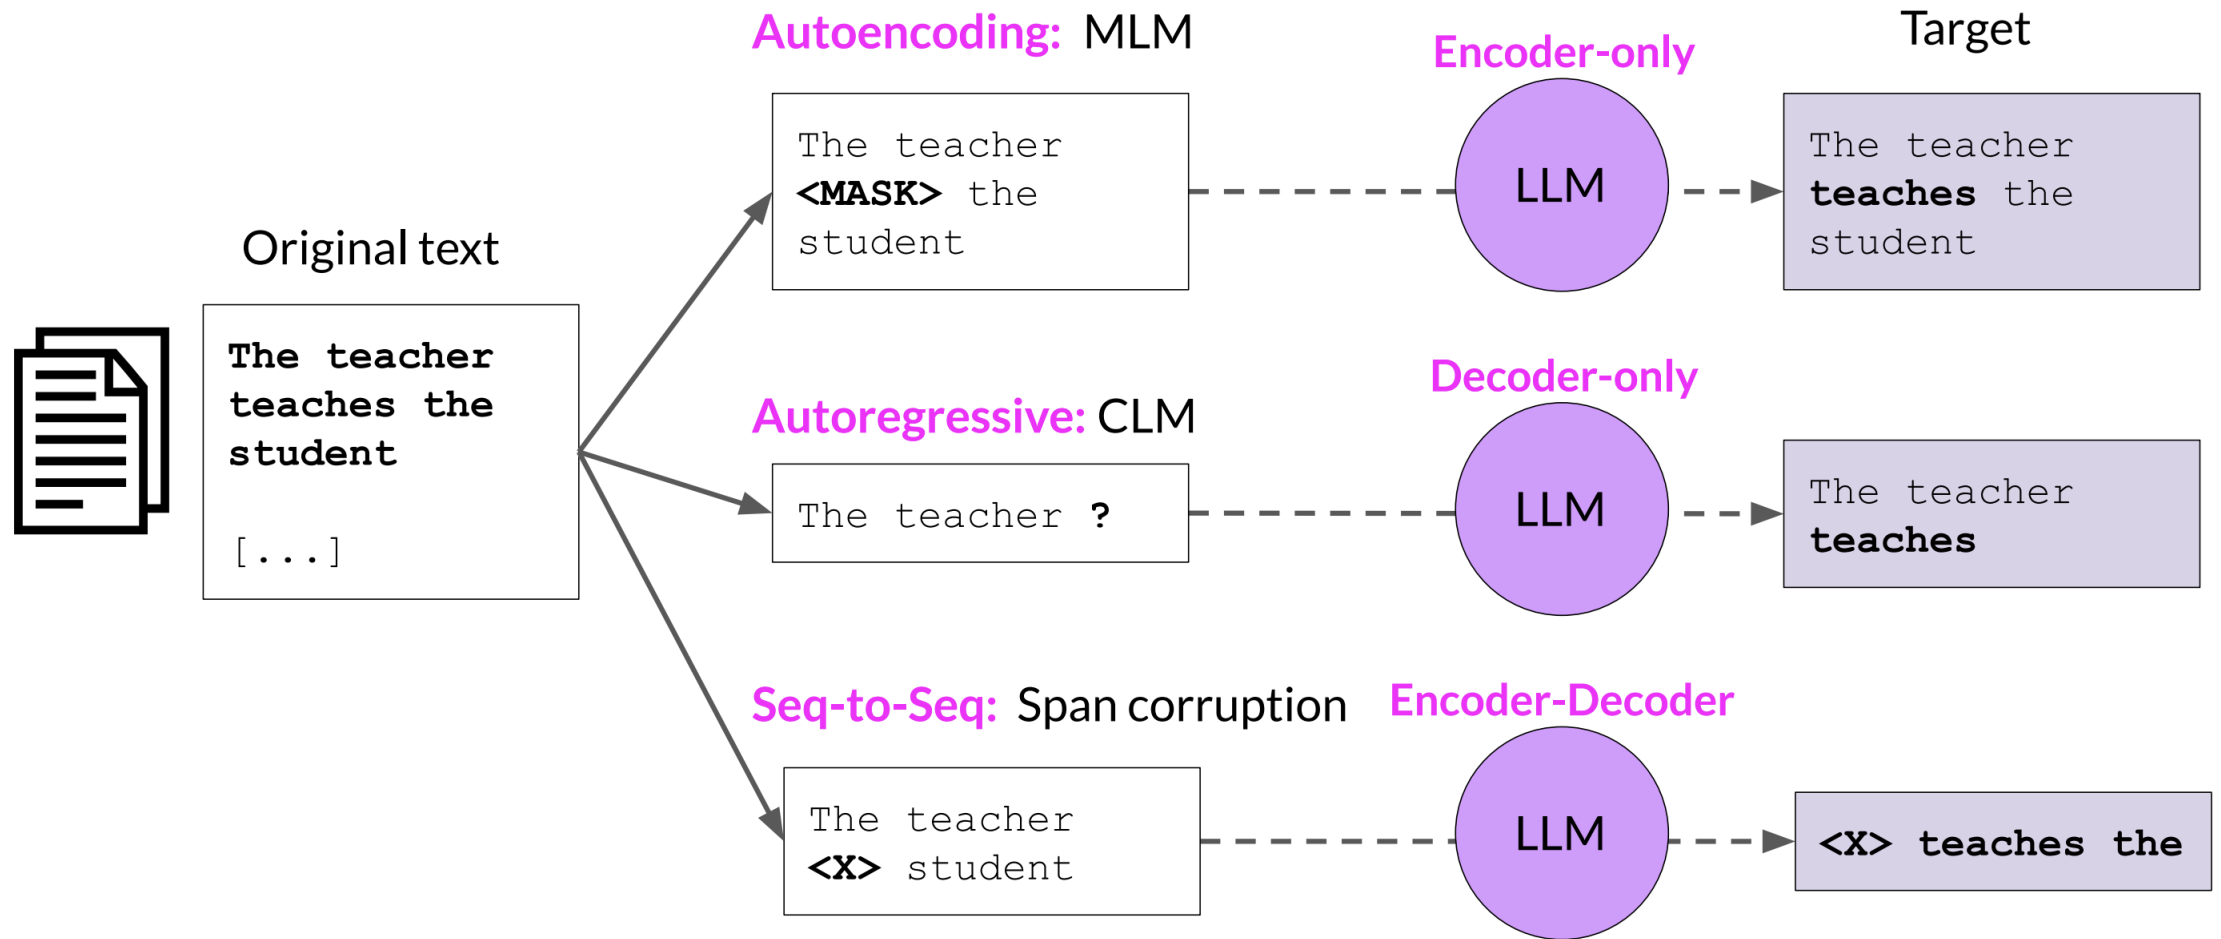 Original text
The teacher
teaches the
student
[...]
Autoencoding: MLM
The teacher
<MASK> the
student
Encoder-only
LLM
Target
The teacher
teaches the
student
Autoregressive: CLM
The teacher ?
Decoder-only
LLM
The teacher
teaches
Seq-to-Seq: Span corruption
The teacher
<X> student
Encoder-Decoder
LLM
<X> teaches the